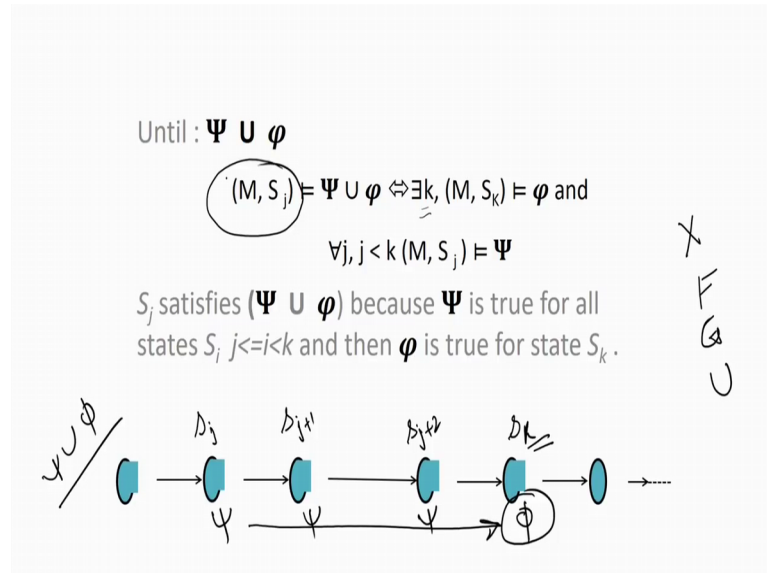 Until : Ψ U φ
(M, S j) ⊨ Ψ U φ ⇔∃k, (M, SK) ⊨ φ and
∀j, j < k (M, S j) ⊨ Ψ
Sj satisfies (Ψ U φ) because Ψ is true for all
states Si j<=i<k and then φ is true for state Sk .
X
F
G
U
Ψ U ϕ
Sj Sj+1 Sj+2 Sk
Ψ Ψ Ψ ϕ